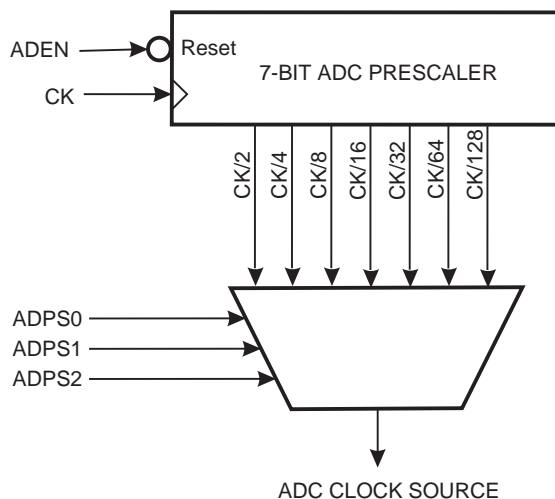 ADEN
Reset
7-BIT ADC PRESCALER
CK
CK/2
CK/4
CK/8
CK/16
CK/32
CK/64
CK/128
ADPS0
ADPS1
ADPS2
ADC CLOCK SOURCE